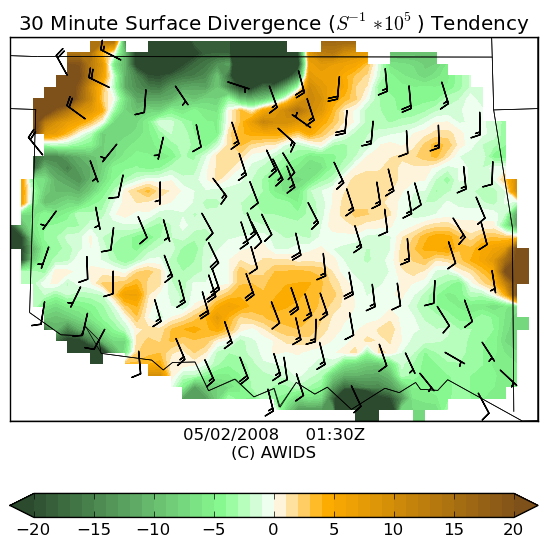 30 Minute Surface Divergence (S⁻¹ * 10⁵ ) Tendency
05/02/2008 01:30Z
(C) AWIDS
−20 −15 −10 −5 0 5 10 15 20